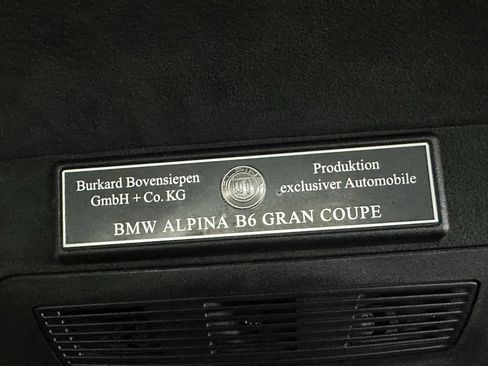 Burkard Bovensiepen
GmbH + Co. KG
Produktion
exclusiver Automobile
BMW ALPINA B6 GRAN COUPE